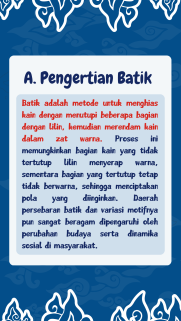 A. Pengertian Batik
Batik adalah metode untuk menghias
kain dengan menutupi beberapa bagian
dengan lilin, kemudian merendam kain
dalam zat warna. Proses ini
memungkinkan bagian kain yang tidak
tertutup lilin menyerap warna,
sementara bagian yang tertutup tetap
tidak berwarna, sehingga menciptakan
pola yang diinginkan. Daerah
persebaran batik dan variasi motifnya
pun sangat beragam dipengaruhi oleh
perubahan budaya serta dinamika
sosial di masyarakat.